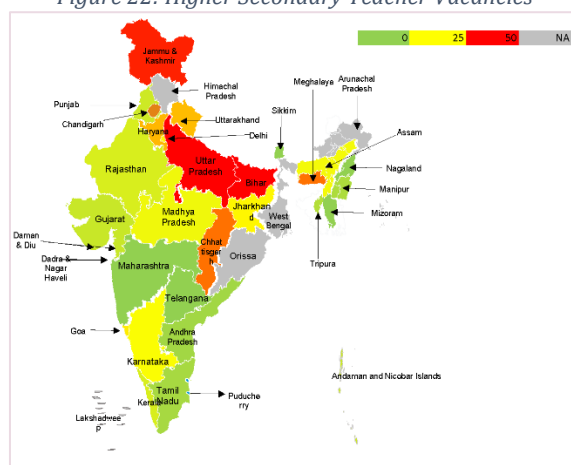 Figure 22: Higher Secondary Teacher Vacancies
0 25 50 NA
Jammu &
Kashmir
Himachal
Pradesh
Punjab
Chandigarh
Haryana
Uttarakhand
Delhi
Sikkim
Meghalaya
Arunachal
Pradesh
Assam
Nagaland
Manipur
Mizoram
Tripura
Rajasthan
Uttar
Pradesh
Bihar
Gujarat
Madhya
Pradesh
Jharkhan
d
West
Bengal
Chhat
tisgar
h
Orissa
Daman
& Diu
Dadra &
Nagar
Haveli
Maharashtra
Telangana
Goa
Andhra
Pradesh
Karnataka
Tamil
Nadu
Puduche
rry
Kerala
Lakshadwee
p
Andaman and Nicobar Islands